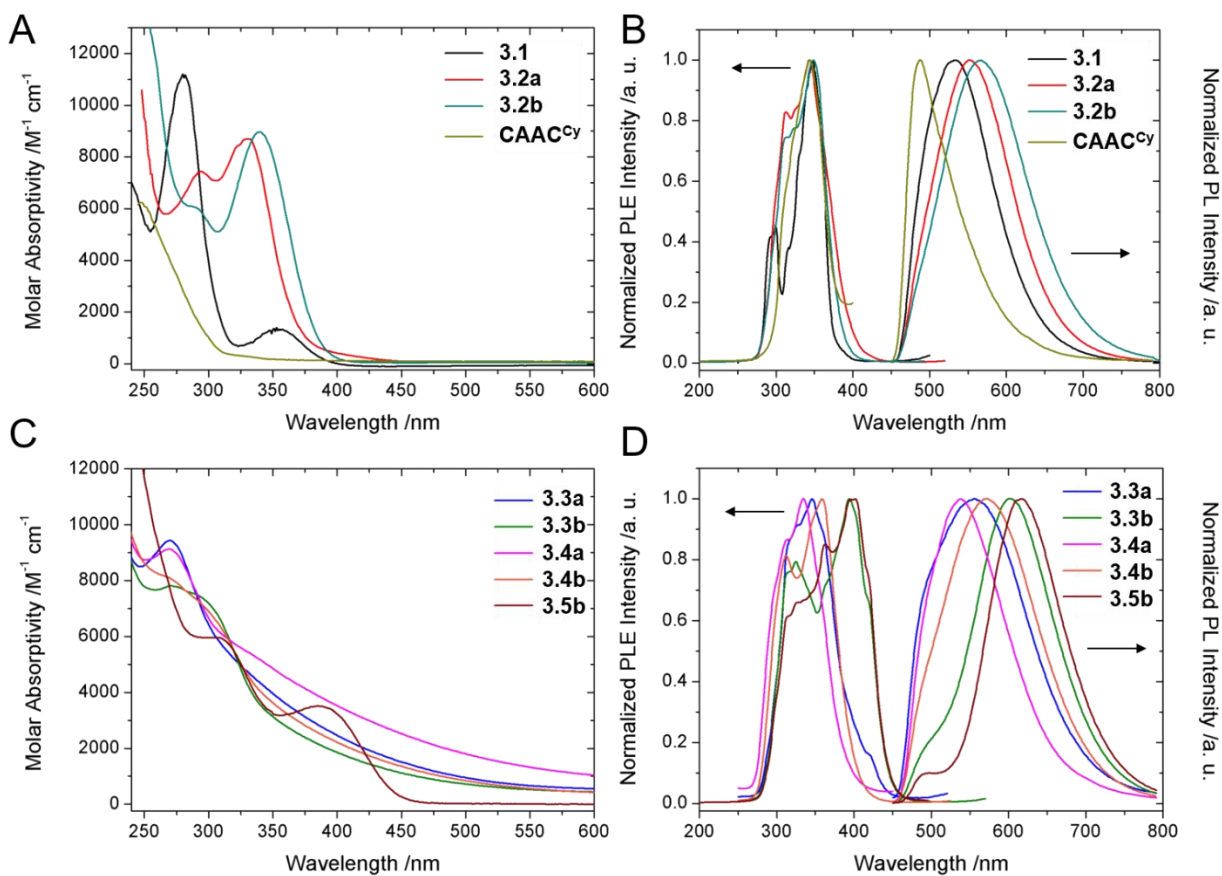 A
12000
10000
8000
6000
4000
2000
0
250 300 350 400 450 500 550 600
Molar Absorptivity /M⁻¹ cm⁻¹
Wavelength /nm
3.1
3.2a
3.2b
CAAC^Cy
B
1.0
0.8
0.6
0.4
0.2
0.0
200 300 400 500 600 700 800
Normalized PLE Intensity /a. u.
Normalized PL Intensity /a. u.
Wavelength /nm
3.1
3.2a
3.2b
CAAC^Cy
C
12000
10000
8000
6000
4000
2000
0
250 300 350 400 450 500 550 600
Molar Absorptivity /M⁻¹ cm⁻¹
Wavelength /nm
3.3a
3.3b
3.4a
3.4b
3.5b
D
1.0
0.8
0.6
0.4
0.2
0.0
200 300 400 500 600 700 800
Normalized PLE Intensity /a. u.
Normalized PL Intensity /a. u.
Wavelength /nm
3.3a
3.3b
3.4a
3.4b
3.5b